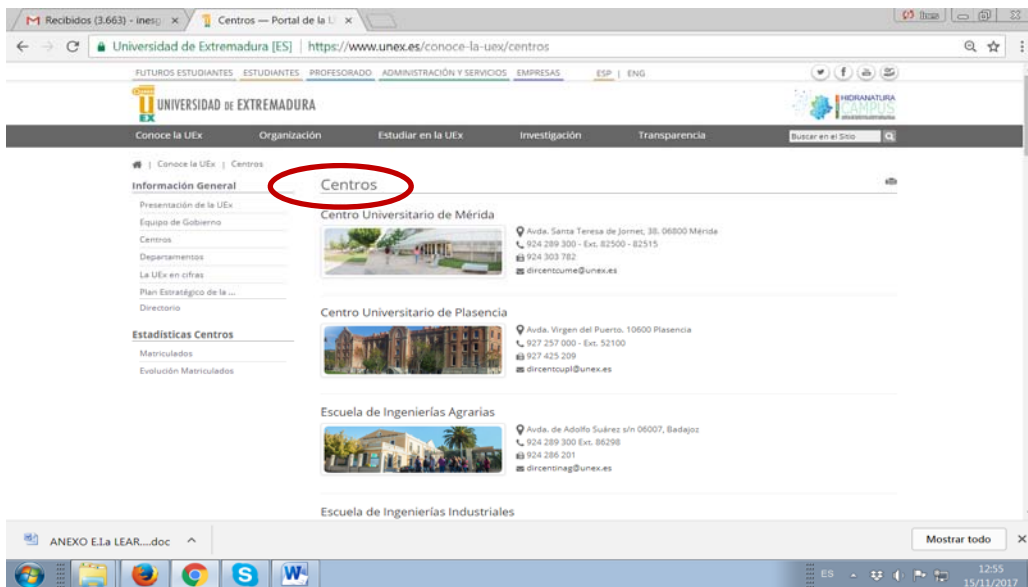 Recibidos (3.663) - inesp
Centros — Portal de la U
Universidad de Extremadura [ES] | https://www.unex.es/conoce-la-uex/centros
FUTUROS ESTUDIANTES ESTUDIANTES PROFESORADO ADMINISTRACIÓN Y SERVICIOS EMPRESAS ESP | ENG
UNIVERSIDAD DE EXTREMADURA
EX
HIDRANATURA
CAMPUS
Conoce la UEx Organización Estudiar en la UEx Investigación Transparencia Buscar en el Sitio
| Conoce la UEx | Centros
Información General
Presentación de la UEx
Equipo de Gobierno
Centros
Departamentos
La UEx en cifras
Plan Estratégico de la ...
Directorio
Estadísticas Centros
Matriculados
Evolución Matriculados
Centros
Centro Universitario de Mérida
Avda. Santa Teresa de Jornet, 38. 06800 Mérida
924 289 300 - Ext. 82500 - 82515
924 303 782
dircentcume@unex.es
Centro Universitario de Plasencia
Avda. Virgen del Puerto. 10600 Plasencia
927 257 000 - Ext. 52100
927 425 209
dircentcupl@unex.es
Escuela de Ingenierías Agrarias
Avda. de Adolfo Suárez s/n 06007, Badajoz
924 289 300 Ext. 86298
924 286 201
dircentinag@unex.es
Escuela de Ingenierías Industriales
ANEXO E.La LEAR....doc
Mostrar todo
ES
12:55
15/11/2017